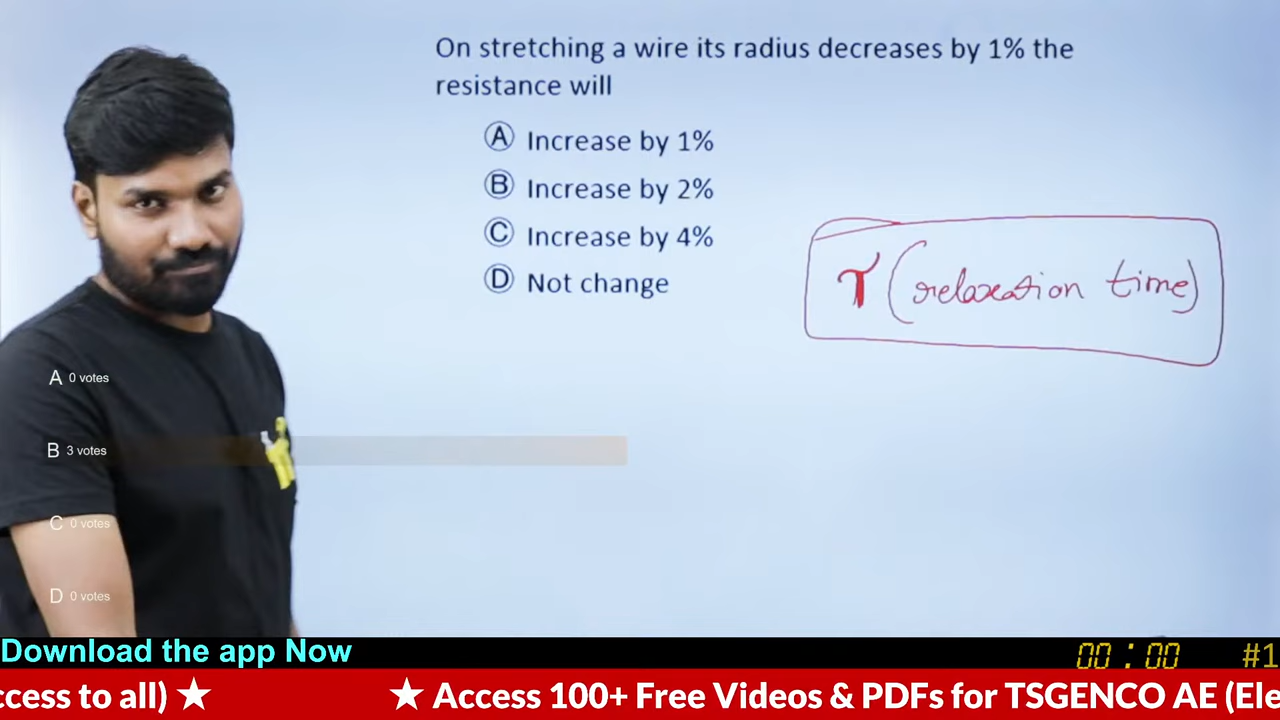 On stretching a wire its radius decreases by 1% the
resistance will
Ⓐ Increase by 1%
Ⓑ Increase by 2%
Ⓒ Increase by 4%
Ⓓ Not change
τ (relaxation time)
A 0 votes
B 3 votes
C 0 votes
D 0 votes
Download the app Now
00:00 #1
ccess to all) ★ ★ Access 100+ Free Videos & PDFs for TSGENCO AE (Ele